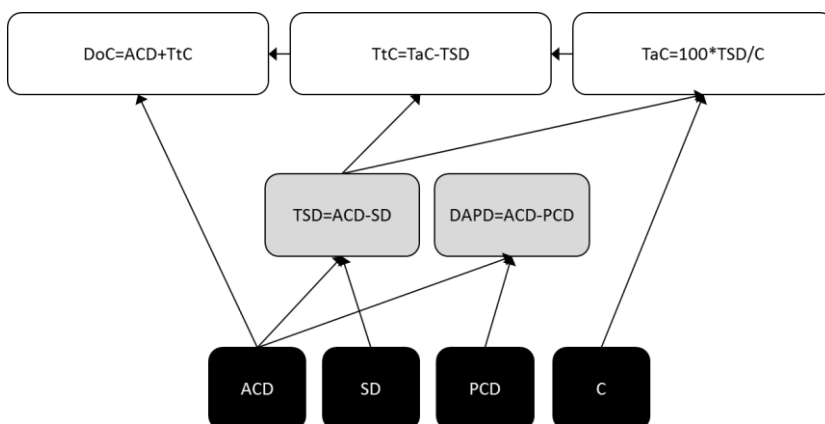 DoC=ACD+TtC
TtC=TaC-TSD
TaC=100*TSD/C
TSD=ACD-SD
DAPD=ACD-PCD
ACD
SD
PCD
C